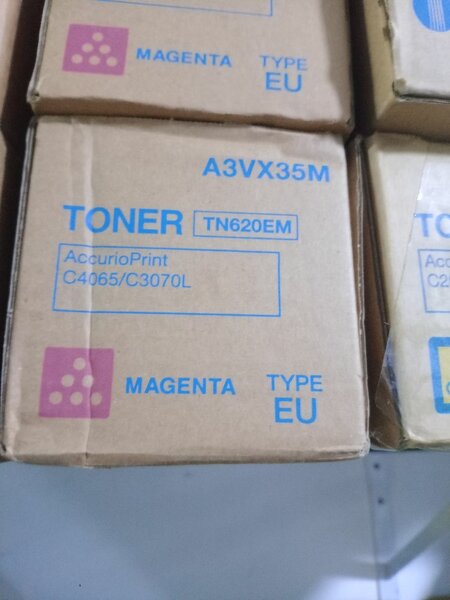 MAGENTA TYPE
EU
A3VX35M
TONER TN620EM
AccurioPrint
C4065/C3070L
MAGENTA TYPE
EU